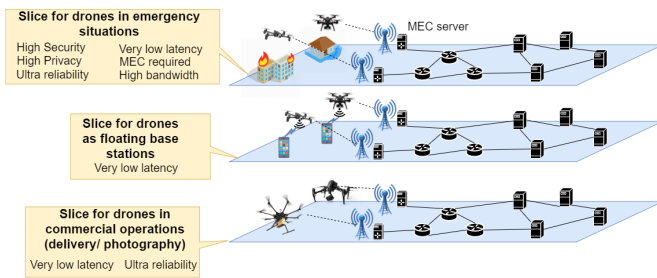 Slice for drones in emergency
situations
High Security Very low latency
High Privacy MEC required
Ultra reliability High bandwidth
MEC server
Slice for drones
as floating base
stations
Very low latency
Slice for drones in
commercial operations
(delivery/ photography)
Very low latency Ultra reliability